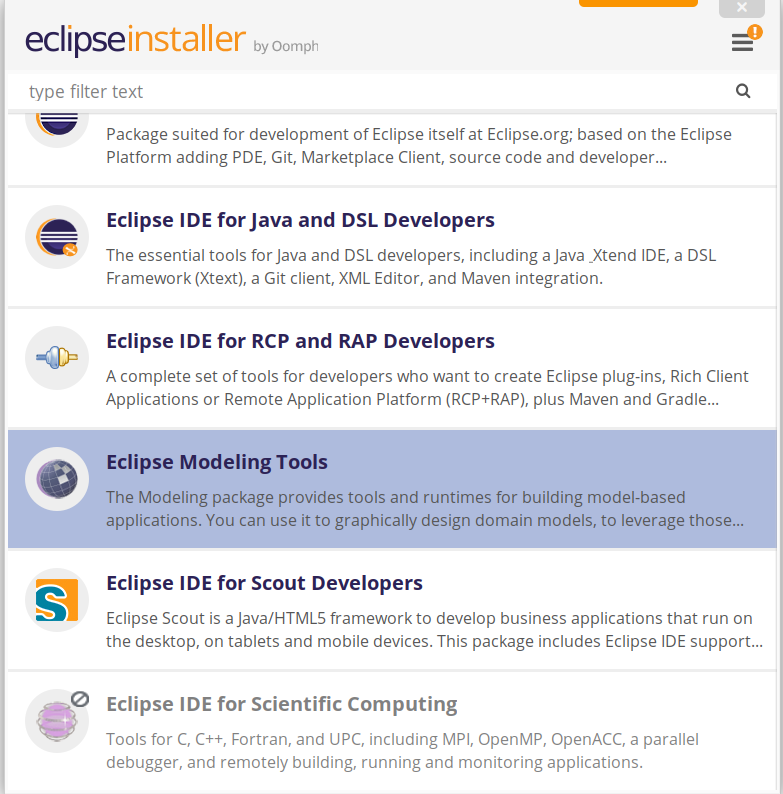 eclipseinstaller by Oomph
type filter text
Package suited for development of Eclipse itself at Eclipse.org; based on the Eclipse
Platform adding PDE, Git, Marketplace Client, source code and developer...
Eclipse IDE for Java and DSL Developers
The essential tools for Java and DSL developers, including a Java _Xtend IDE, a DSL
Framework (Xtext), a Git client, XML Editor, and Maven integration.
Eclipse IDE for RCP and RAP Developers
A complete set of tools for developers who want to create Eclipse plug-ins, Rich Client
Applications or Remote Application Platform (RCP+RAP), plus Maven and Gradle...
Eclipse Modeling Tools
The Modeling package provides tools and runtimes for building model-based
applications. You can use it to graphically design domain models, to leverage those...
Eclipse IDE for Scout Developers
Eclipse Scout is a Java/HTML5 framework to develop business applications that run on
the desktop, on tablets and mobile devices. This package includes Eclipse IDE support...
Eclipse IDE for Scientific Computing
Tools for C, C++, Fortran, and UPC, including MPI, OpenMP, OpenACC, a parallel
debugger, and remotely building, running and monitoring applications.